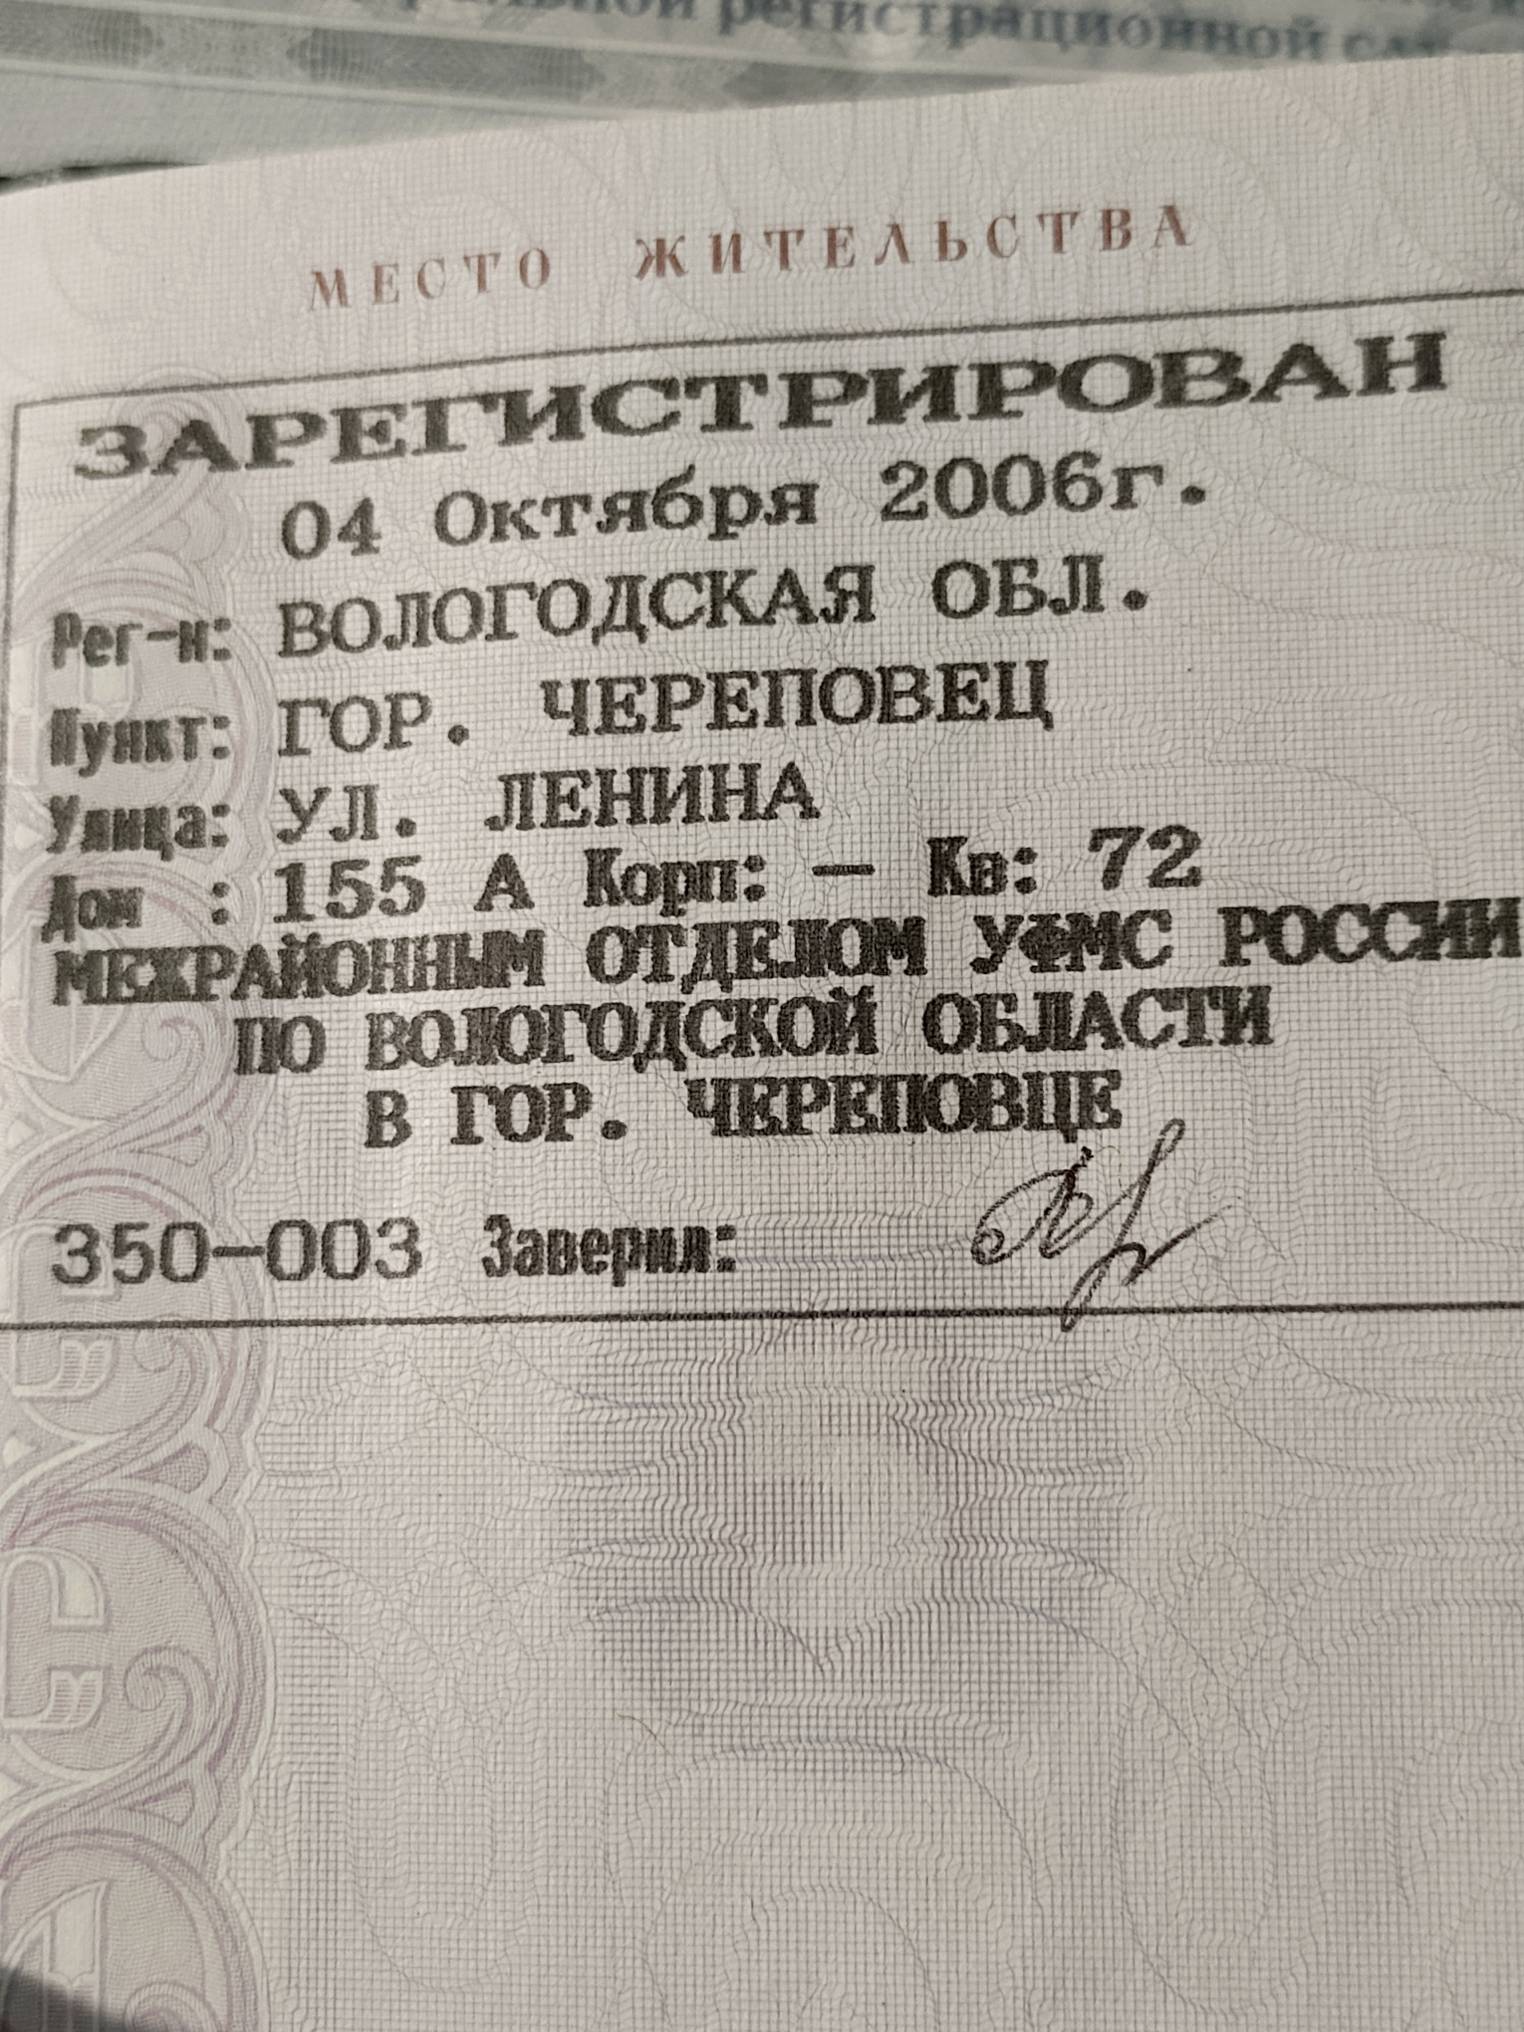 регистрационной
МЕСТО ЖИТЕЛЬСТВА
ЗАРЕГИСТРИРОВАН
04 Октября 2006г.
Рег-н: ВОЛОГОДСКАЯ ОБЛ.
Пункт: ГОР. ЧЕРЕПОВЕЦ
Улица: УЛ. ЛЕНИНА
Дом : 155 А Корп: — Кв: 72
МЕЖРАЙОННЫМ ОТДЕЛОМ УФМС РОССИИ
ПО ВОЛОГОДСКОЙ ОБЛАСТИ
В ГОР. ЧЕРЕПОВЦЕ
350-003 Заверил: